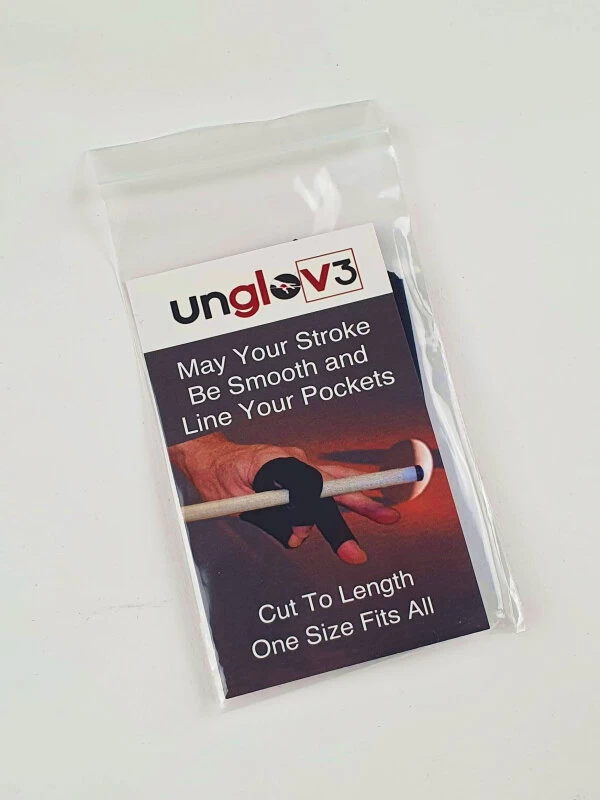 unglov3
May Your Stroke
Be Smooth and
Line Your Pockets
Cut To Length
One Size Fits All